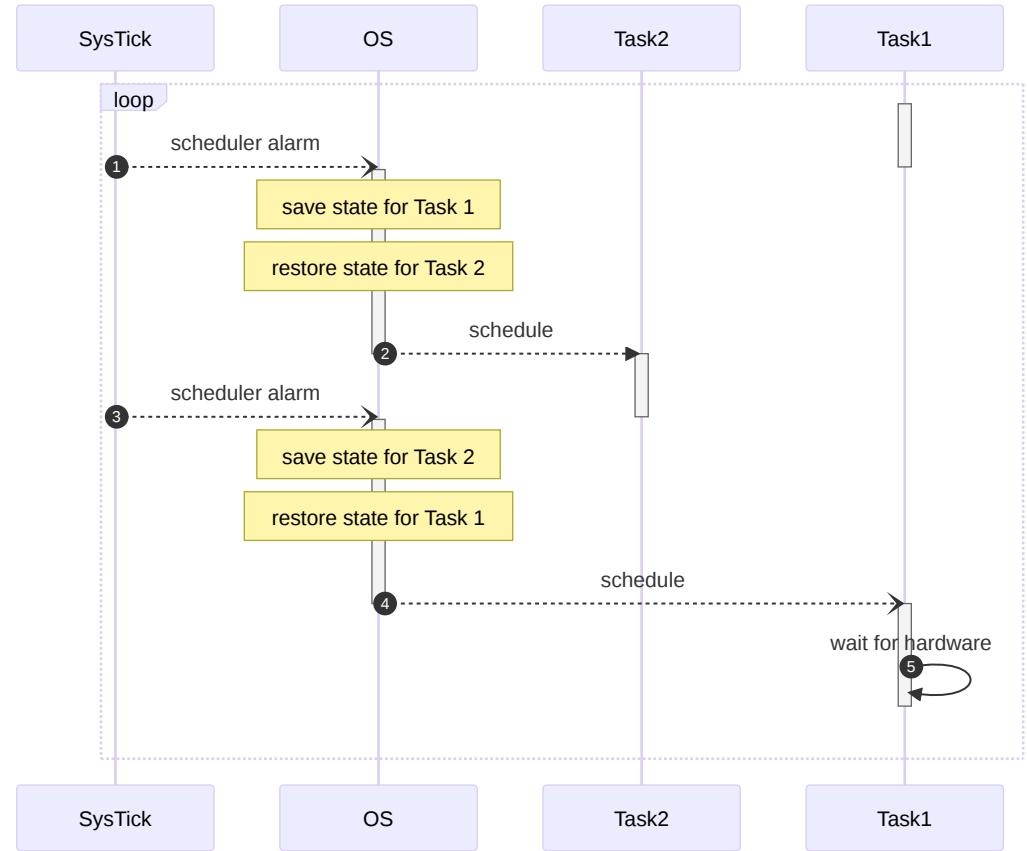 SysTick
OS
Task2
Task1
loop
scheduler alarm
1
save state for Task 1
restore state for Task 2
schedule
2
scheduler alarm
3
save state for Task 2
restore state for Task 1
schedule
4
wait for hardware
5
SysTick
OS
Task2
Task1